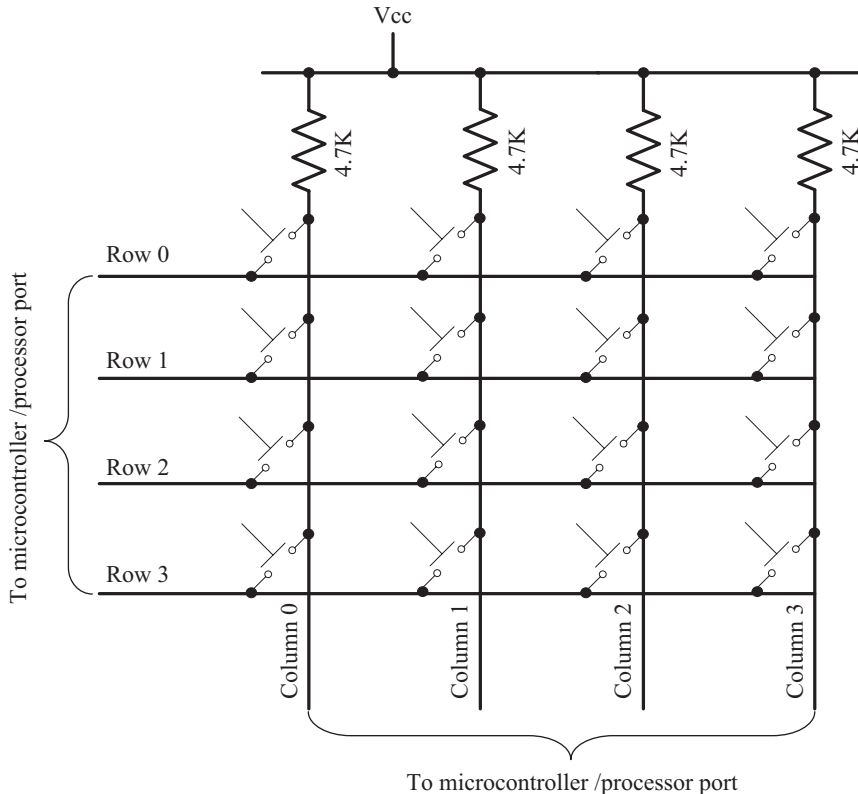 Vcc
4.7K
4.7K
4.7K
4.7K
Row 0
Row 1
Row 2
Row 3
To microcontroller /processor port
Column 0
Column 1
Column 2
Column 3
To microcontroller /processor port